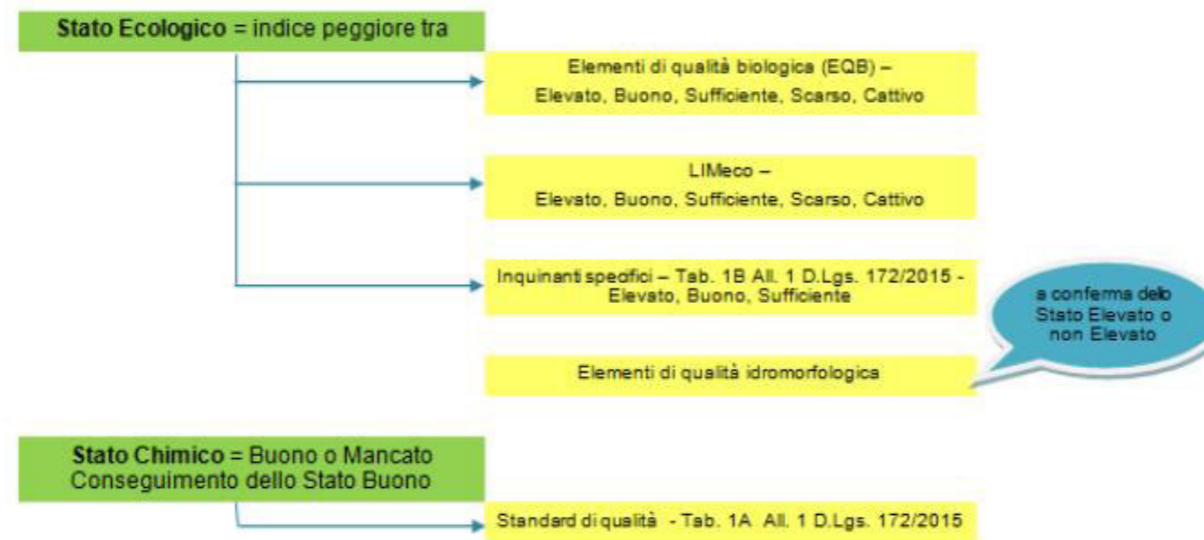 Stato Ecologico = indice peggiore tra
Elementi di qualità biologica (EQB) –
Elevato, Buono, Sufficiente, Scarso, Cattivo
LIMeco –
Elevato, Buono, Sufficiente, Scarso, Cattivo
Inquinanti specifici – Tab. 1B All. 1 D.Lgs. 172/2015 -
Elevato, Buono, Sufficiente
a conferma dello
Stato Elevato o
non Elevato
Elementi di qualità idromorfologica
Stato Chimico = Buono o Mancato
Conseguimento dello Stato Buono
Standard di qualità - Tab. 1A All. 1 D.Lgs. 172/2015